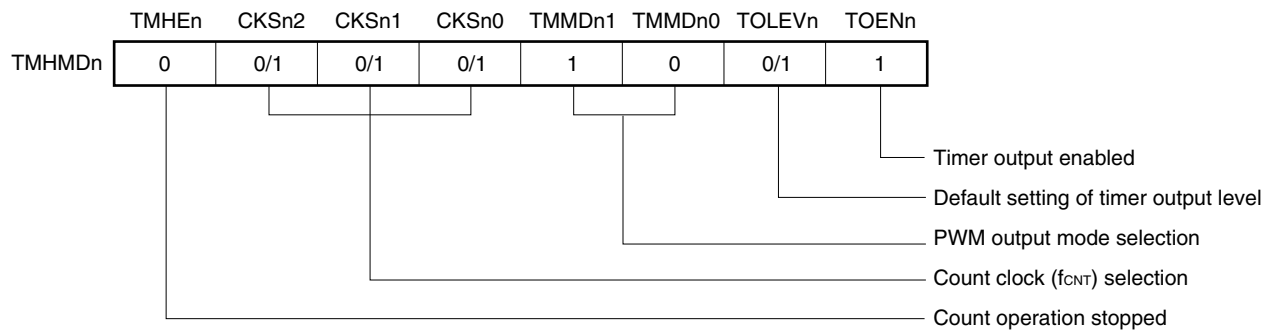 TMHEn CKSn2 CKSn1 CKSn0 TMMDn1 TMMDn0 TOLEVn TOENn
TMHMDn 0 0/1 0/1 0/1 1 0 0/1 1
Timer output enabled
Default setting of timer output level
PWM output mode selection
Count clock (fCNT) selection
Count operation stopped